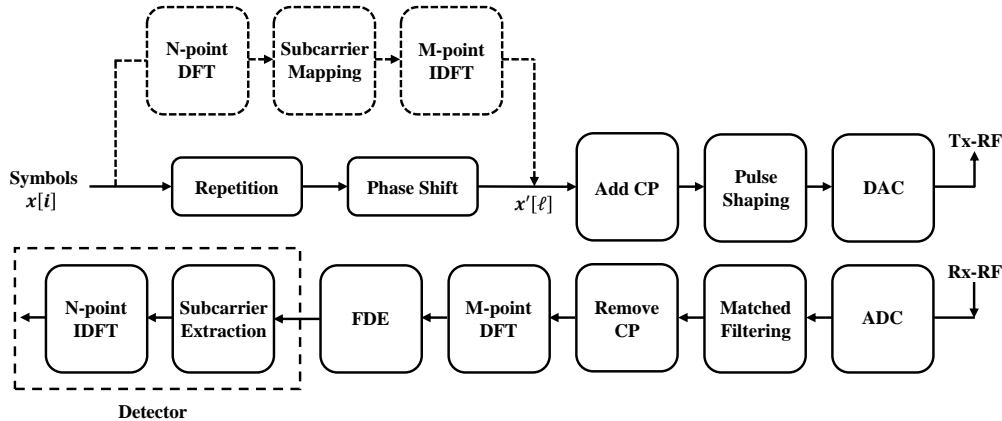 N-point
DFT
Subcarrier
Mapping
M-point
IDFT
Symbols
x[i]
Repetition
Phase Shift
x′[ℓ]
Add CP
Pulse
Shaping
DAC
Tx-RF
N-point
IDFT
Subcarrier
Extraction
FDE
M-point
DFT
Remove
CP
Matched
Filtering
ADC
Rx-RF
Detector